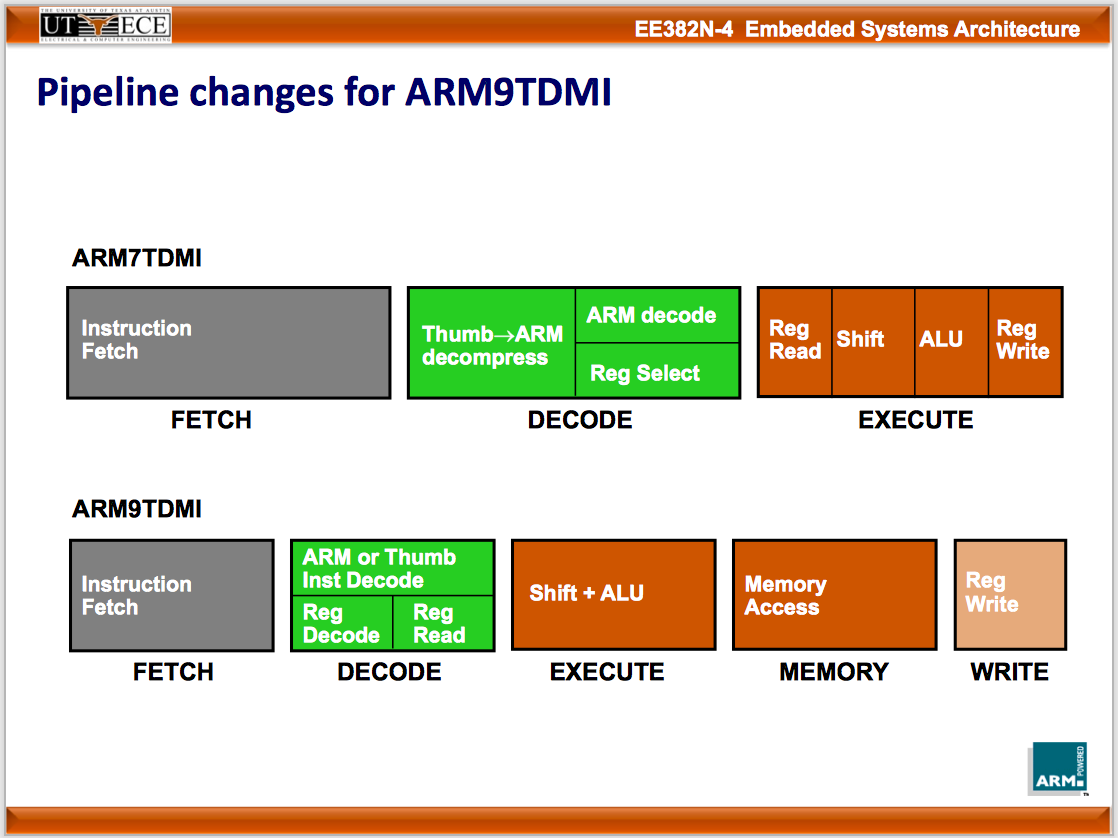 THE UNIVERSITY OF TEXAS AT AUSTIN
UT ECE
ELECTRICAL & COMPUTER ENGINEERING
EE382N-4 Embedded Systems Architecture
Pipeline changes for ARM9TDMI
ARM7TDMI
Instruction
Fetch
Thumb→ARM
decompress
ARM decode
Reg Select
Reg
Read
Shift
ALU
Reg
Write
FETCH
DECODE
EXECUTE
ARM9TDMI
Instruction
Fetch
ARM or Thumb
Inst Decode
Reg
Decode
Reg
Read
Shift + ALU
Memory
Access
Reg
Write
FETCH
DECODE
EXECUTE
MEMORY
WRITE
ARM
POWERED
TM